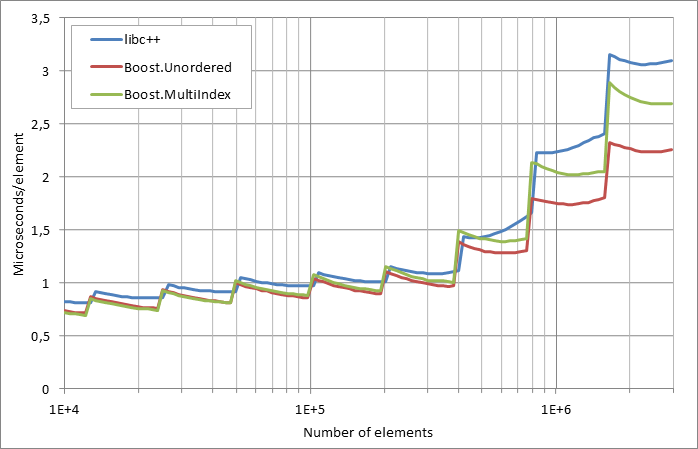 3,5
3
2,5
2
1,5
1
0,5
0
Microseconds/element
libc++
Boost.Unordered
Boost.MultiIndex
1E+4
1E+5
1E+6
Number of elements